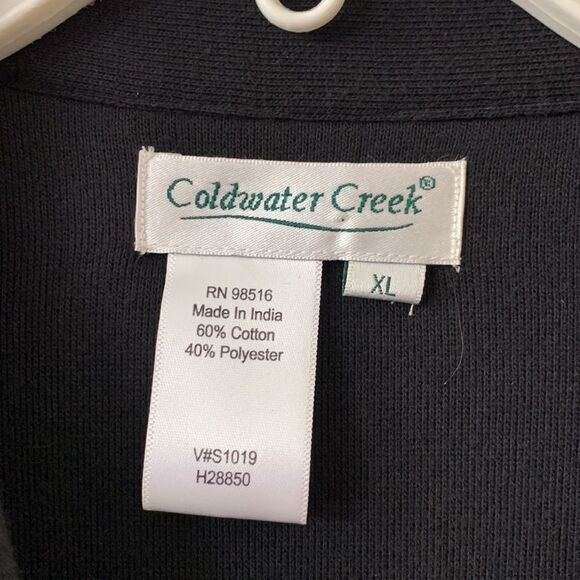 Coldwater Creek®
XL
RN 98516
Made In India
60% Cotton
40% Polyester
V#S1019
H28850